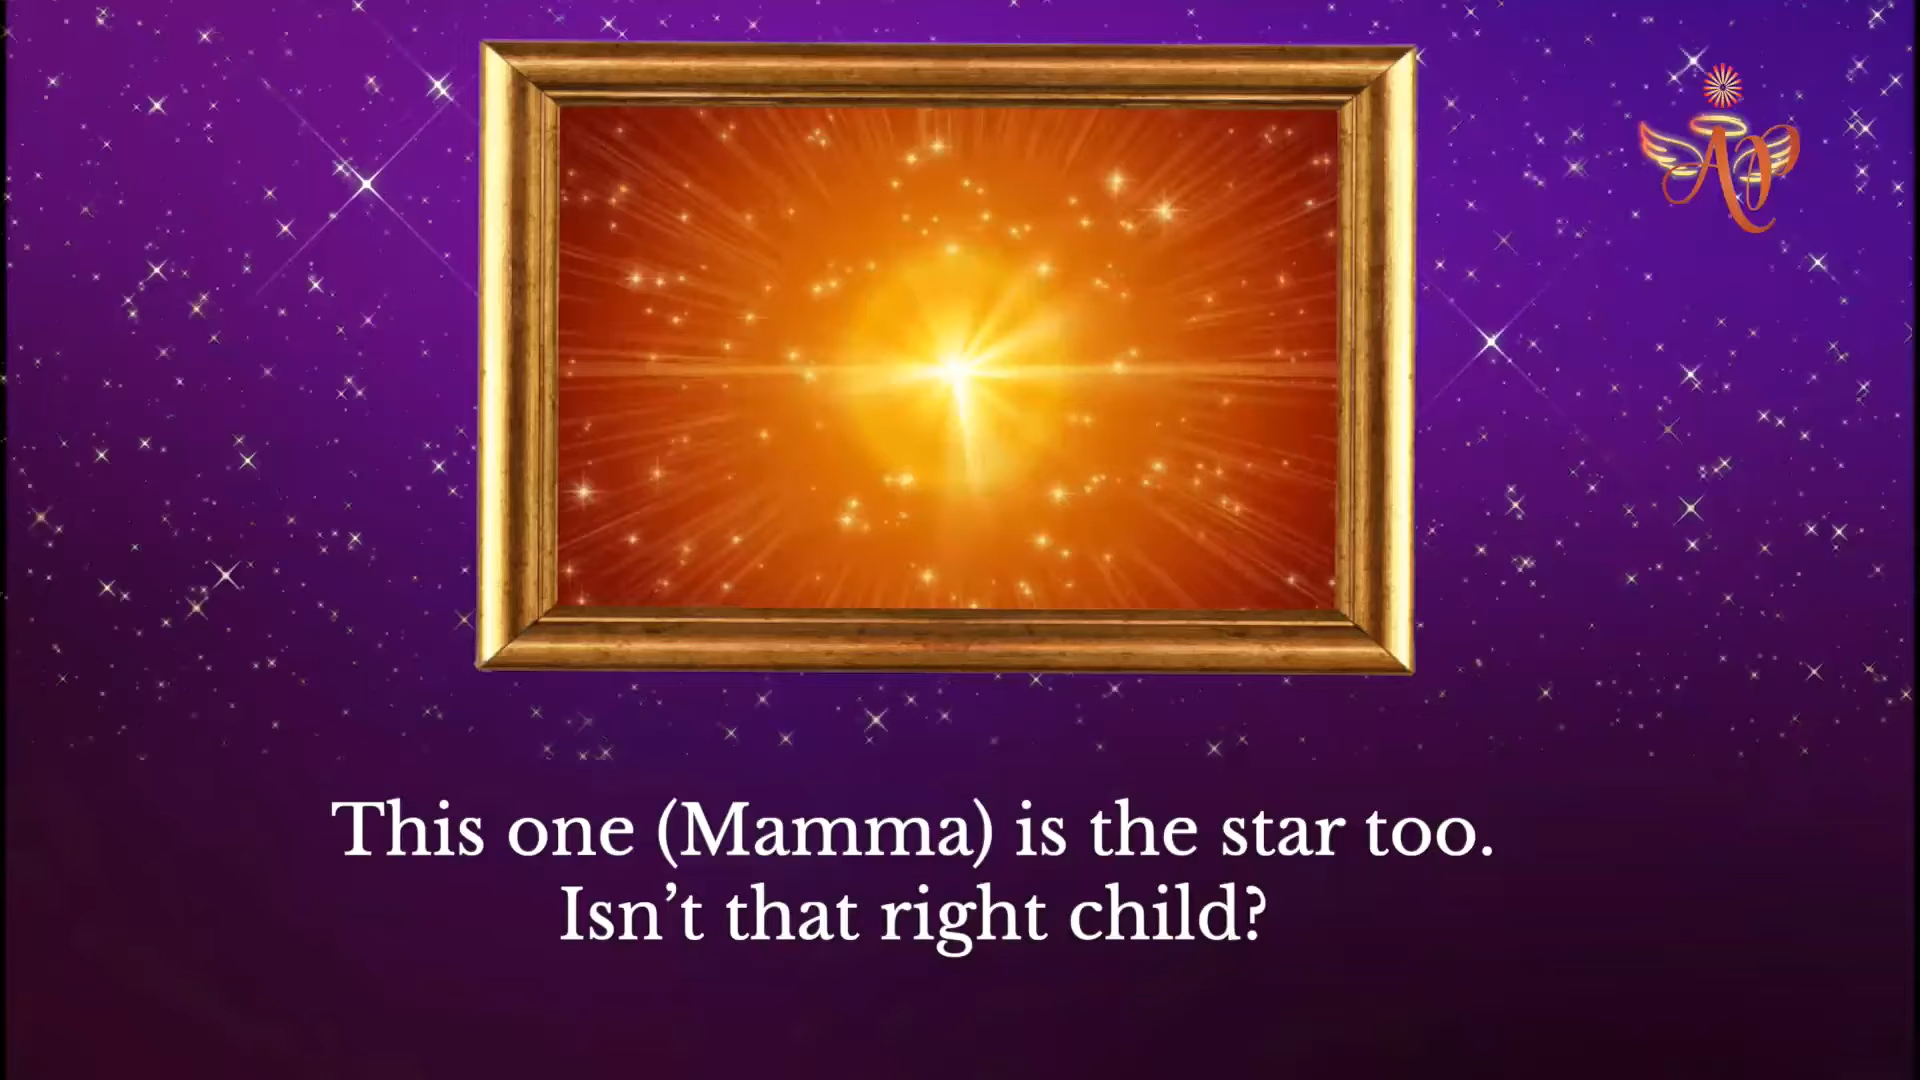 This one (Mamma) is the star too.
Isn’t that right child?